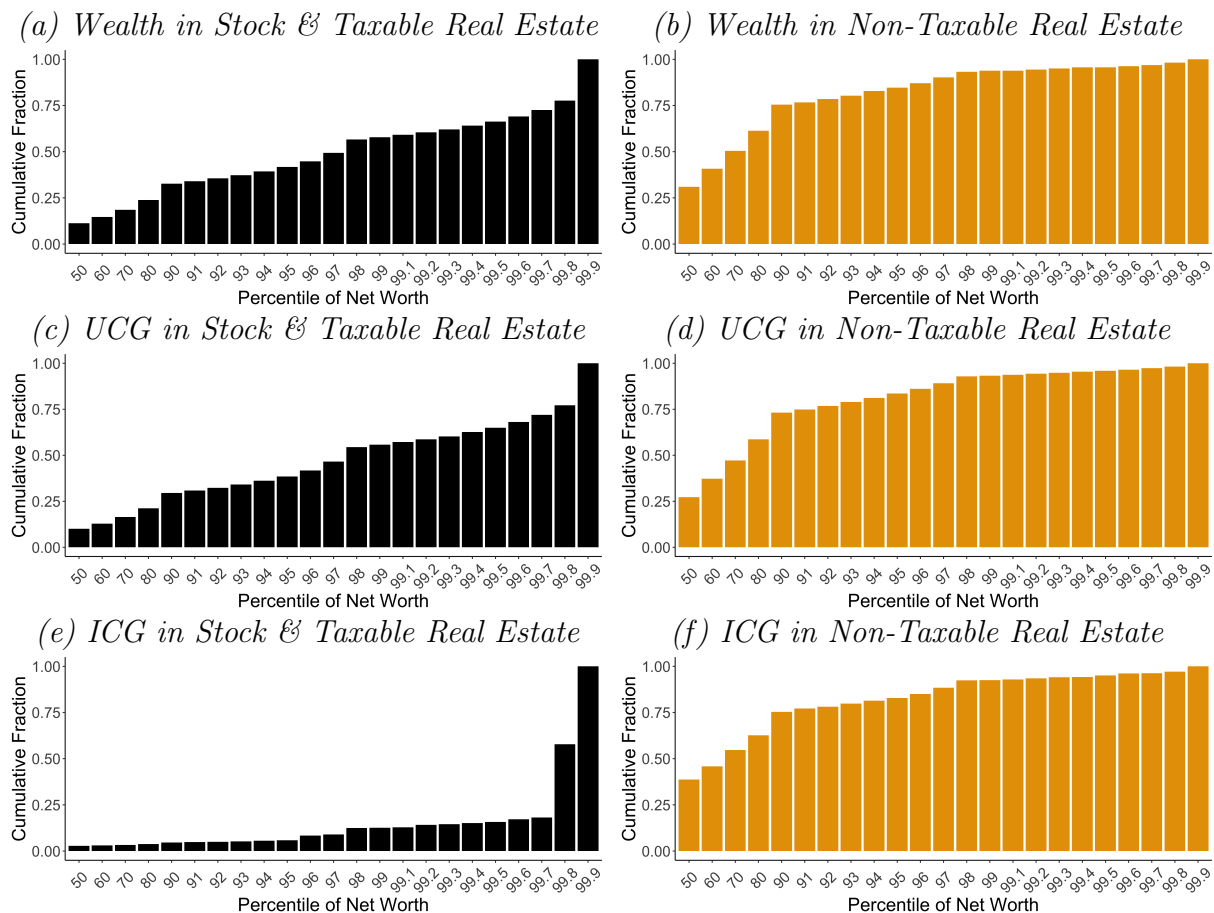 (a) Wealth in Stock & Taxable Real Estate
Cumulative Fraction
1.00
0.75
0.50
0.25
0.00
50 60 70 80 90 91 92 93 94 95 96 97 98 99 99.1 99.2 99.3 99.4 99.5 99.6 99.7 99.8 99.9
Percentile of Net Worth
(b) Wealth in Non-Taxable Real Estate
Cumulative Fraction
1.00
0.75
0.50
0.25
0.00
50 60 70 80 90 91 92 93 94 95 96 97 98 99 99.1 99.2 99.3 99.4 99.5 99.6 99.7 99.8 99.9
Percentile of Net Worth
(c) UCG in Stock & Taxable Real Estate
Cumulative Fraction
1.00
0.75
0.50
0.25
0.00
50 60 70 80 90 91 92 93 94 95 96 97 98 99 99.1 99.2 99.3 99.4 99.5 99.6 99.7 99.8 99.9
Percentile of Net Worth
(d) UCG in Non-Taxable Real Estate
Cumulative Fraction
1.00
0.75
0.50
0.25
0.00
50 60 70 80 90 91 92 93 94 95 96 97 98 99 99.1 99.2 99.3 99.4 99.5 99.6 99.7 99.8 99.9
Percentile of Net Worth
(e) ICG in Stock & Taxable Real Estate
Cumulative Fraction
1.00
0.75
0.50
0.25
0.00
50 60 70 80 90 91 92 93 94 95 96 97 98 99 99.1 99.2 99.3 99.4 99.5 99.6 99.7 99.8 99.9
Percentile of Net Worth
(f) ICG in Non-Taxable Real Estate
Cumulative Fraction
1.00
0.75
0.50
0.25
0.00
50 60 70 80 90 91 92 93 94 95 96 97 98 99 99.1 99.2 99.3 99.4 99.5 99.6 99.7 99.8 99.9
Percentile of Net Worth